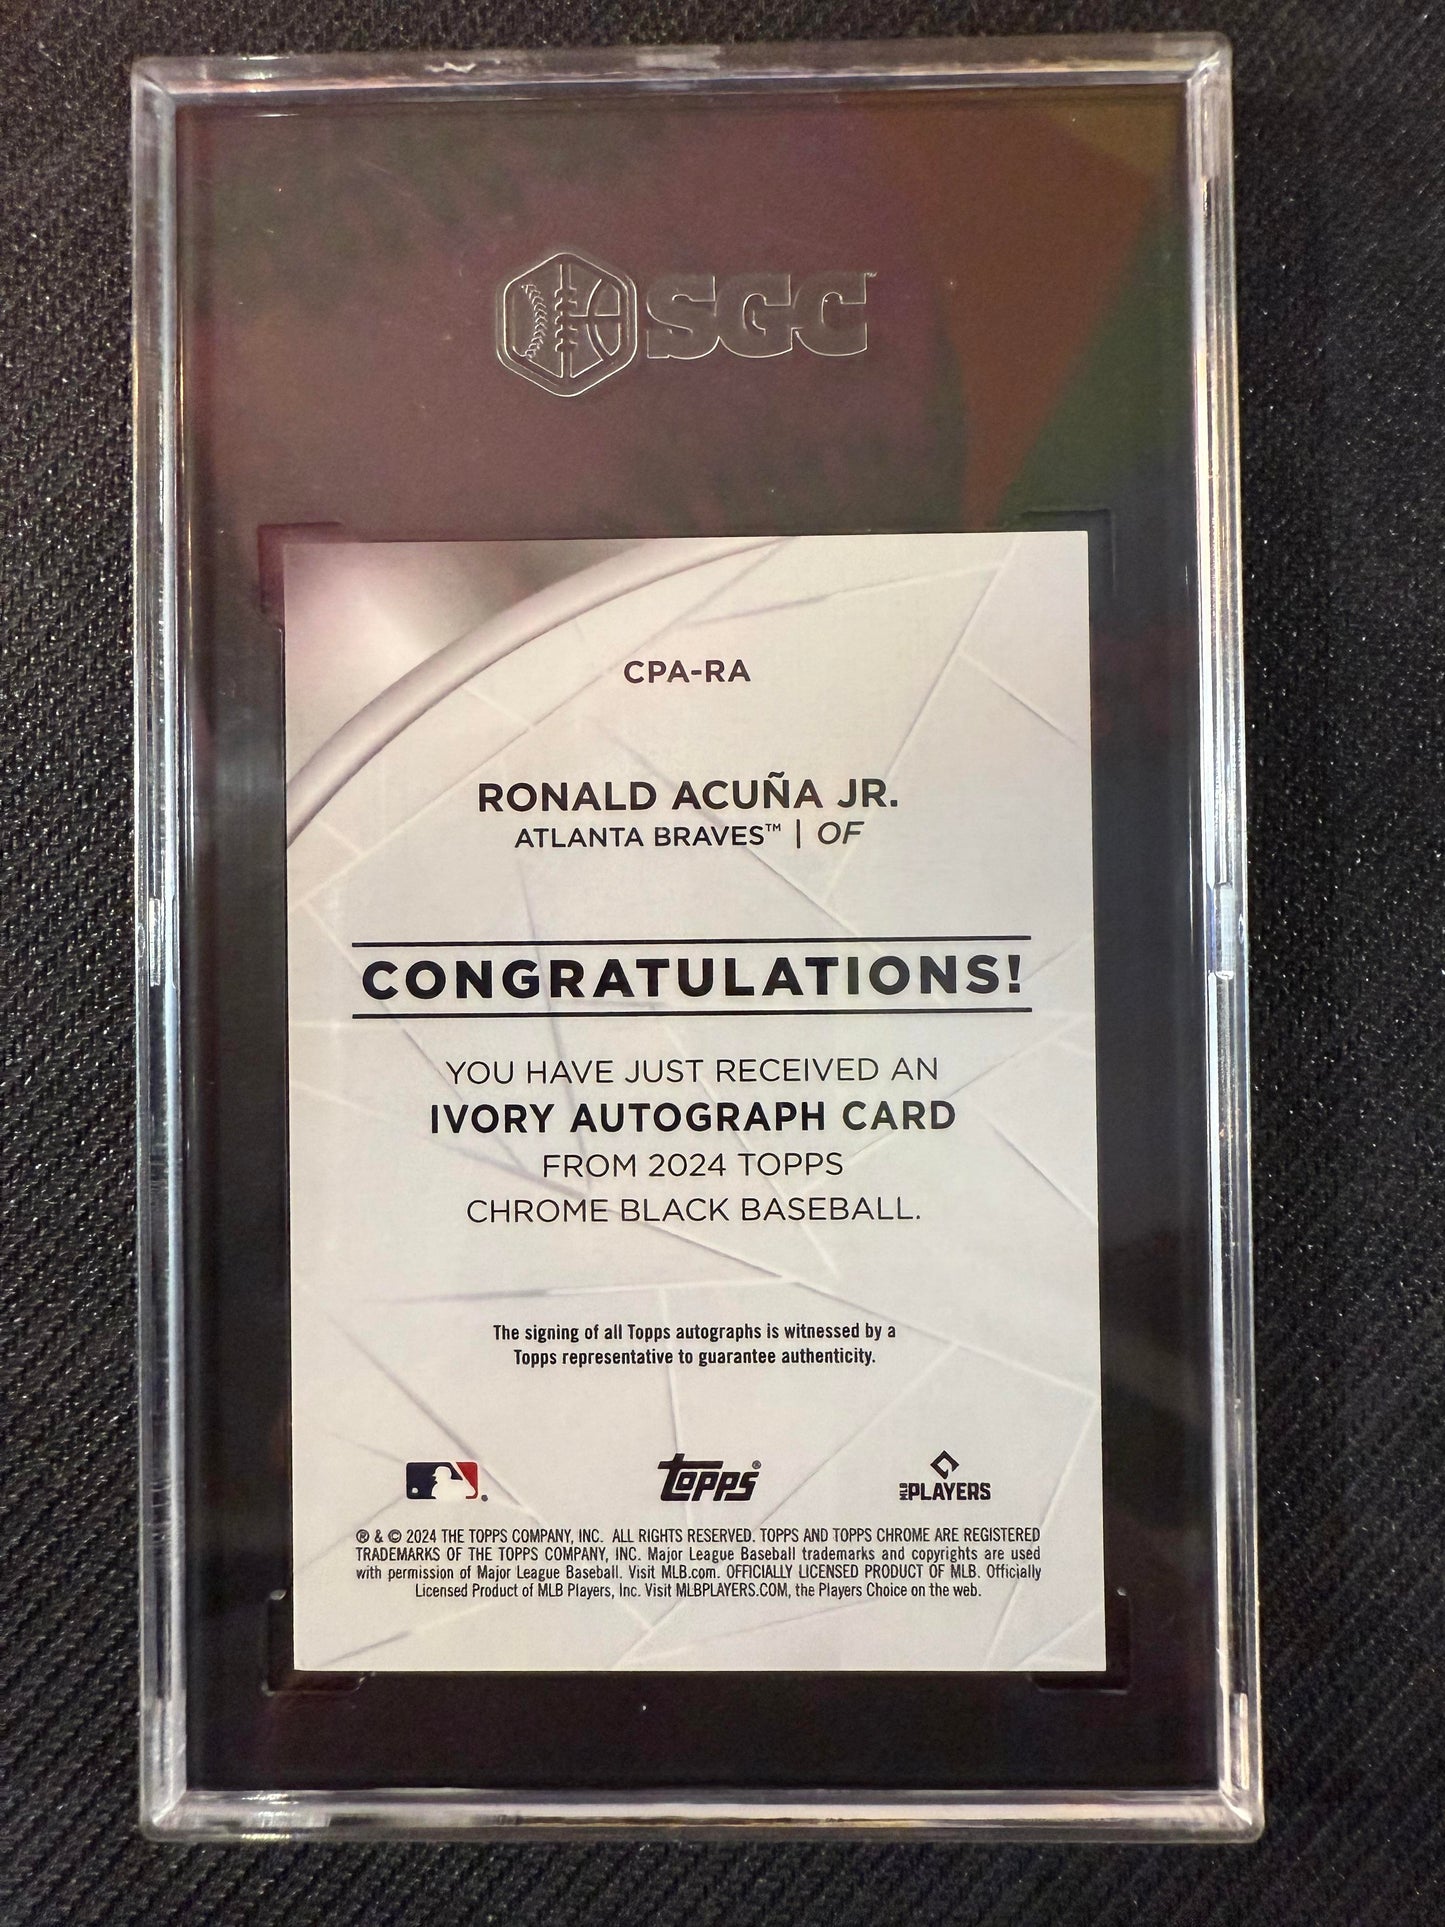 SGC™
CPA-RA
RONALD ACUÑA JR.
ATLANTA BRAVES™ | OF
CONGRATULATIONS!
YOU HAVE JUST RECEIVED AN
IVORY AUTOGRAPH CARD
FROM 2024 TOPPS
CHROME BLACK BASEBALL.
The signing of all Topps autographs is witnessed by a
Topps representative to guarantee authenticity.
topps®
MLB PLAYERS
® & © 2024 THE TOPPS COMPANY, INC. ALL RIGHTS RESERVED. TOPPS AND TOPPS CHROME ARE REGISTERED
TRADEMARKS OF THE TOPPS COMPANY, INC. Major League Baseball trademarks and copyrights are used
with permission of Major League Baseball. Visit MLB.com. OFFICIALLY LICENSED PRODUCT OF MLB. Officially
Licensed Product of MLB Players, Inc. Visit MLBPLAYERS.COM, the Players Choice on the web.